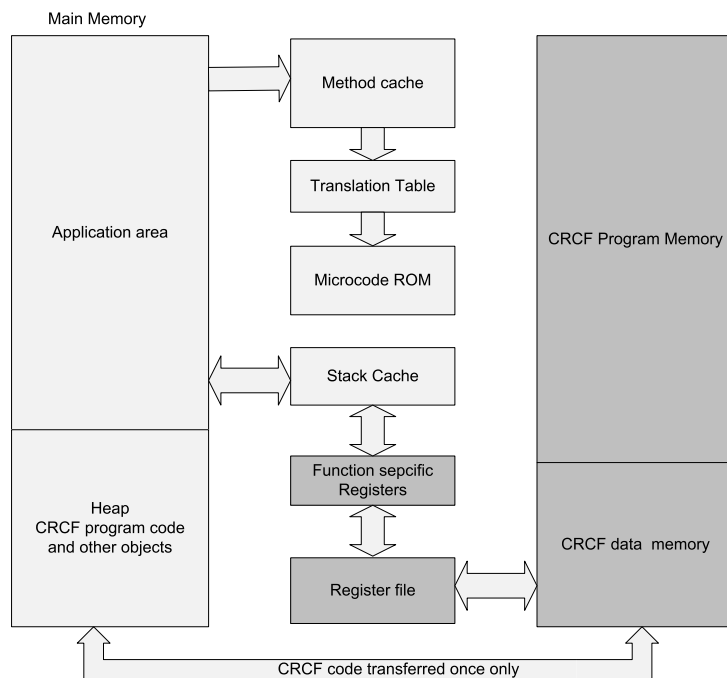 Main Memory
Method cache
Translation Table
Application area
CRCF Program Memory
Microcode ROM
Stack Cache
Function sepcific
Registers
Heap
CRCF program code
and other objects
CRCF data memory
Register file
CRCF code transferred once only